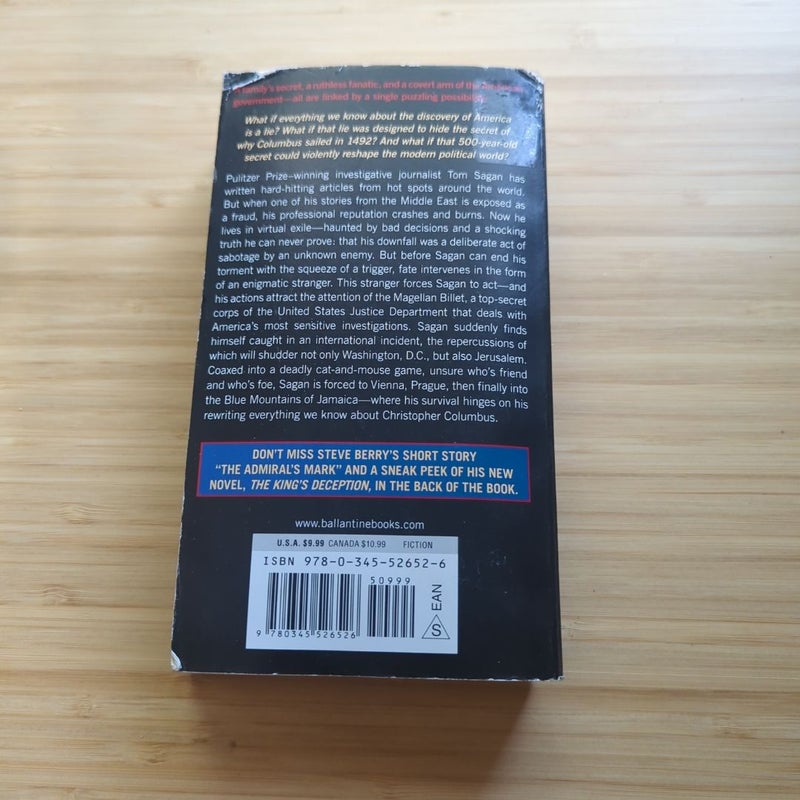 A family's secret, a ruthless fanatic, and a covert arm of the American
government—all are linked by a single puzzling possibility:
What if everything we know about the discovery of America
is a lie? What if that lie was designed to hide the secret of
why Columbus sailed in 1492? And what if that 500-year-old
secret could violently reshape the modern political world?
Pulitzer Prize–winning investigative journalist Tom Sagan has
written hard-hitting articles from hot spots around the world.
But when one of his stories from the Middle East is exposed as
a fraud, his professional reputation crashes and burns. Now he
lives in virtual exile—haunted by bad decisions and a shocking
truth he can never prove: that his downfall was a deliberate act of
sabotage by an unknown enemy. But before Sagan can end his
torment with the squeeze of a trigger, fate intervenes in the form
of an enigmatic stranger. This stranger forces Sagan to act—and
his actions attract the attention of the Magellan Billet, a top-secret
corps of the United States Justice Department that deals with
America's most sensitive investigations. Sagan suddenly finds
himself caught in an international incident, the repercussions of
which will shudder not only Washington, D.C., but also Jerusalem.
Coaxed into a deadly cat-and-mouse game, unsure who's friend
and who's foe, Sagan is forced to Vienna, Prague, then finally into
the Blue Mountains of Jamaica—where his survival hinges on his
rewriting everything we know about Christopher Columbus.
DON'T MISS STEVE BERRY'S SHORT STORY
"THE ADMIRAL'S MARK" AND A SNEAK PEEK OF HIS NEW
NOVEL, THE KING'S DECEPTION, IN THE BACK OF THE BOOK.
www.ballantinebooks.com
U.S.A. $9.99 CANADA $10.99 FICTION
ISBN 978-0-345-52652-6
50999
9 780345 526526
S EAN